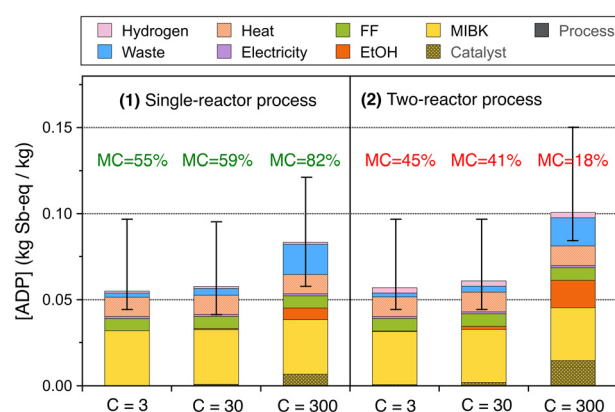 Hydrogen Heat FF MIBK Process
Waste Electricity EtOH Catalyst
(1) Single-reactor process (2) Two-reactor process
MC=55% MC=59% MC=82% MC=45% MC=41% MC=18%
[ADP] (kg Sb-eq / kg)
0.15
0.10
0.05
0.00
C = 3 C = 30 C = 300 C = 3 C = 30 C = 300